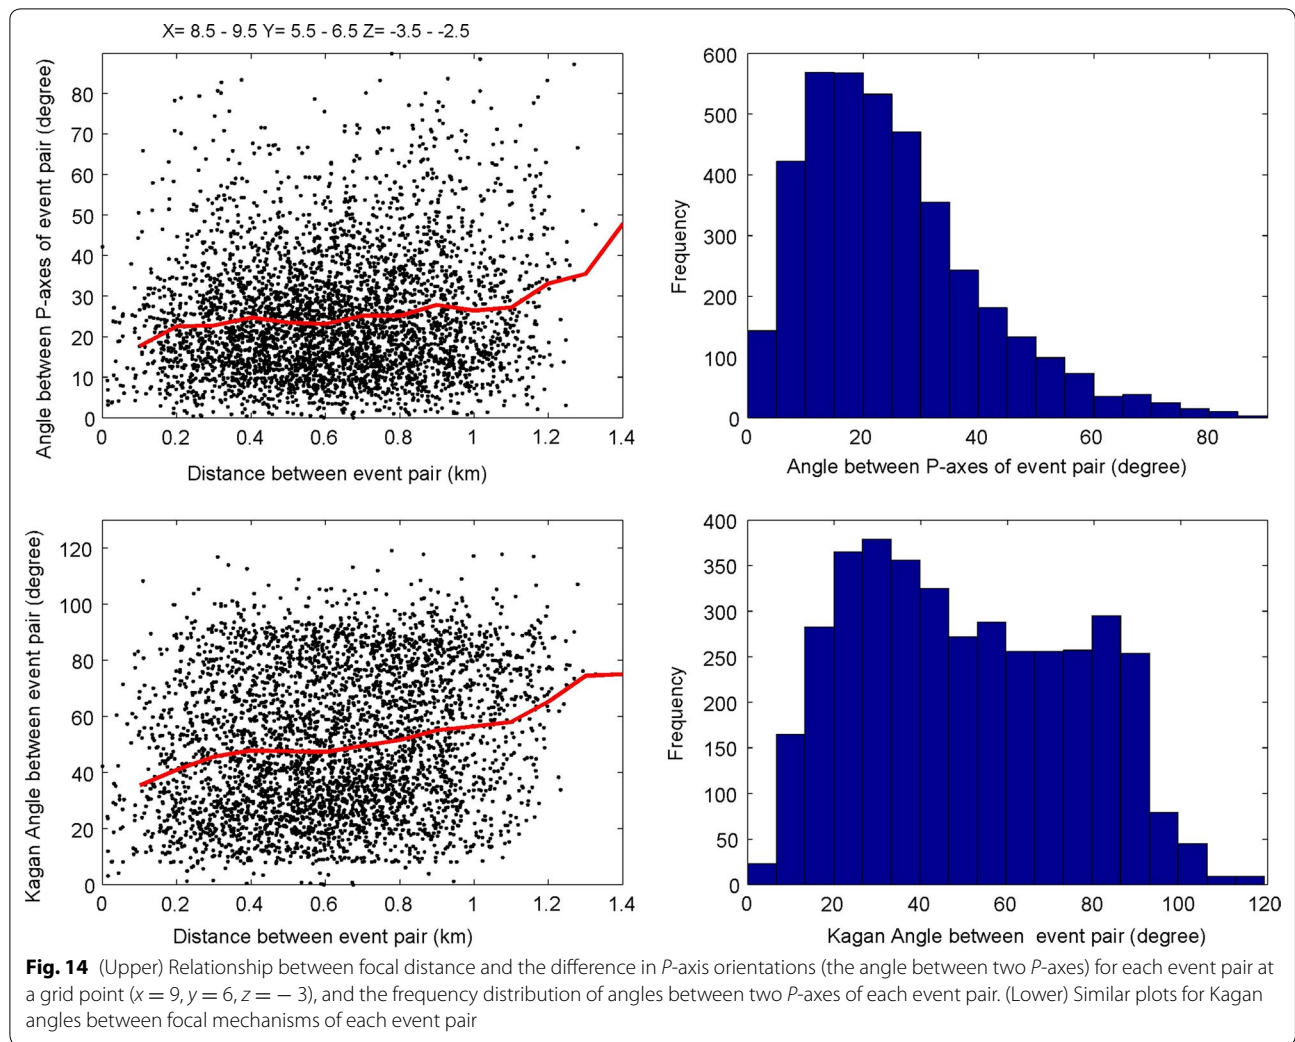 X= 8.5 - 9.5 Y= 5.5 - 6.5 Z= -3.5 - -2.5
Angle between P-axes of event pair (degree)
80
70
60
50
40
30
20
10
0
0 0.2 0.4 0.6 0.8 1 1.2 1.4
Distance between event pair (km)
Frequency
600
500
400
300
200
100
0
0 20 40 60 80
Angle between P-axes of event pair (degree)
Kagan Angle between event pair (degree)
120
100
80
60
40
20
0
0 0.2 0.4 0.6 0.8 1 1.2 1.4
Distance between event pair (km)
Frequency
400
350
300
250
200
150
100
50
0
0 20 40 60 80 100 120
Kagan Angle between event pair (degree)
Fig. 14 (Upper) Relationship between focal distance and the difference in P-axis orientations (the angle between two P-axes) for each event pair at
a grid point (x = 9, y = 6, z = − 3), and the frequency distribution of angles between two P-axes of each event pair. (Lower) Similar plots for Kagan
angles between focal mechanisms of each event pair